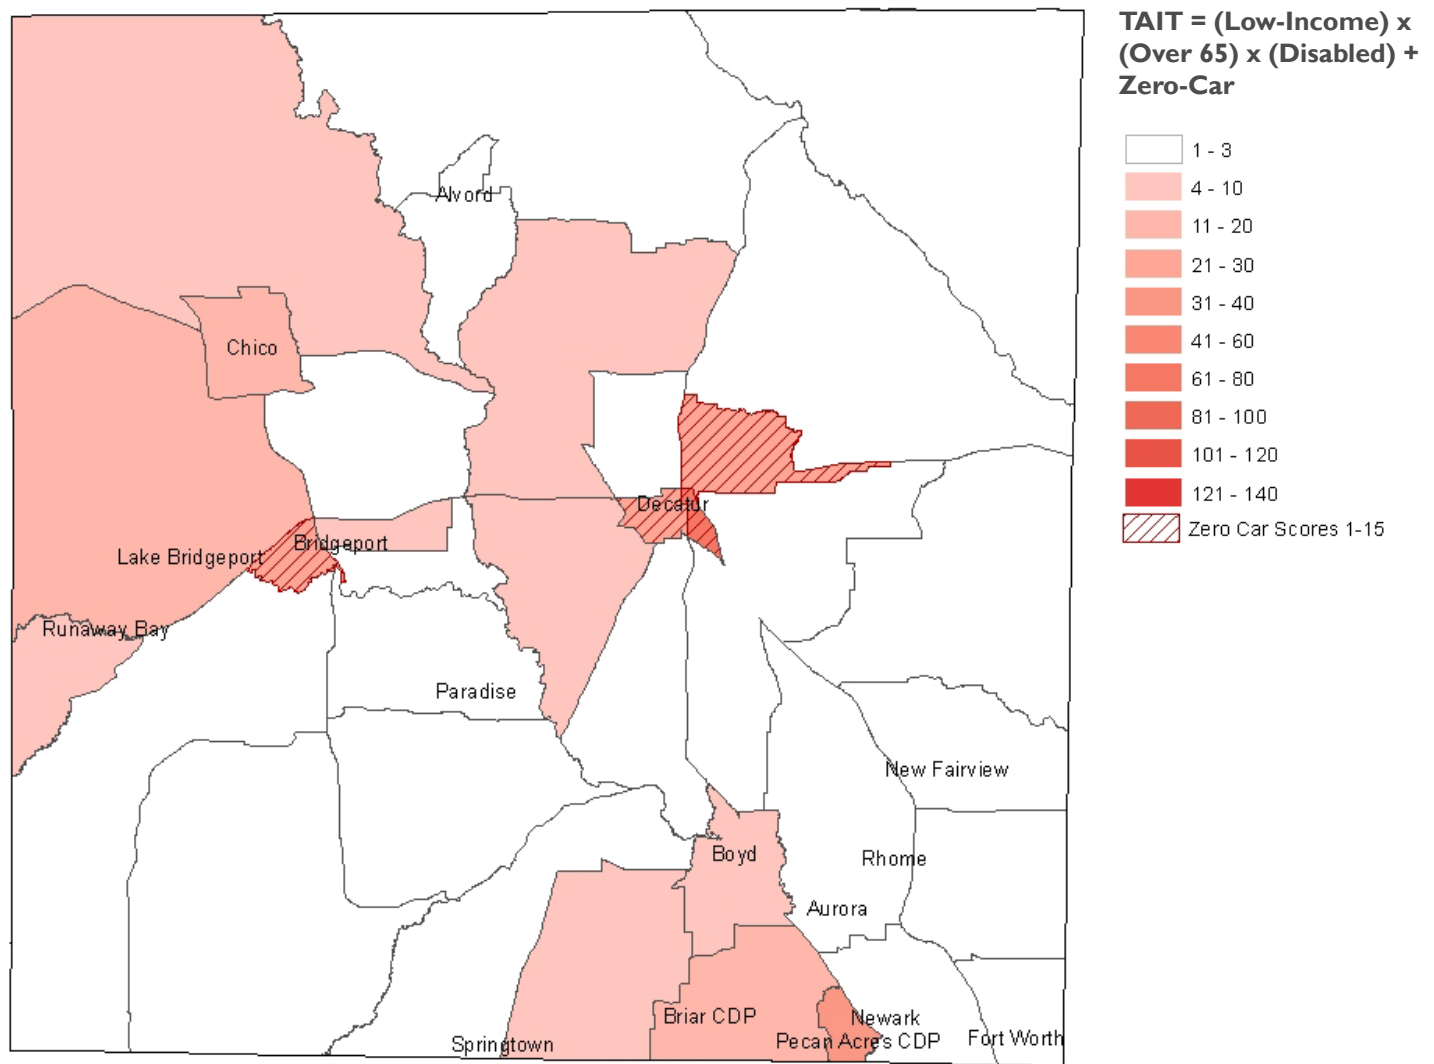 TAIT = (Low-Income) x
(Over 65) x (Disabled) +
Zero-Car
1 - 3
4 - 10
11 - 20
21 - 30
31 - 40
41 - 60
61 - 80
81 - 100
101 - 120
121 - 140
Zero Car Scores 1-15
Alvord
Chico
Decatur
Bridgeport
Lake Bridgeport
Runaway Bay
Paradise
New Fairview
Boyd
Rhome
Aurora
Briar CDP
Newark
Pecan Acres CDP
Fort Worth
Springtown